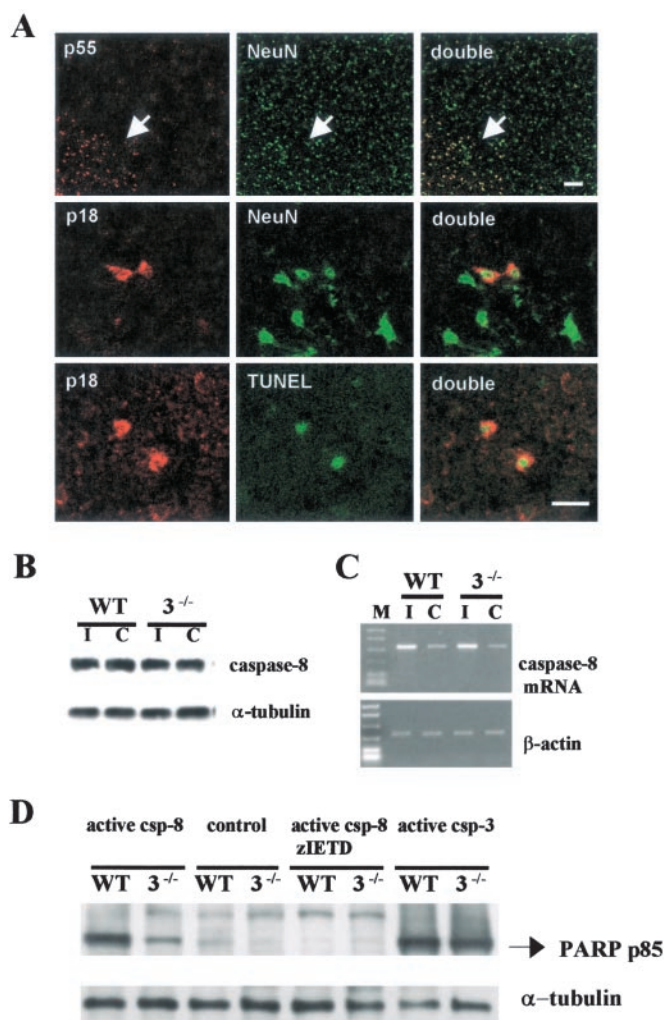 A
p55 NeuN double
p18 NeuN double
p18 TUNEL double
B
WT 3 -/-
I C I C
caspase-8
α-tubulin
C
WT 3 -/-
M I C I C
caspase-8
mRNA
β-actin
D
active csp-8 control active csp-8 active csp-3
zIETD
WT 3 -/- WT 3 -/- WT 3 -/- WT 3 -/-
PARP p85
α-tubulin